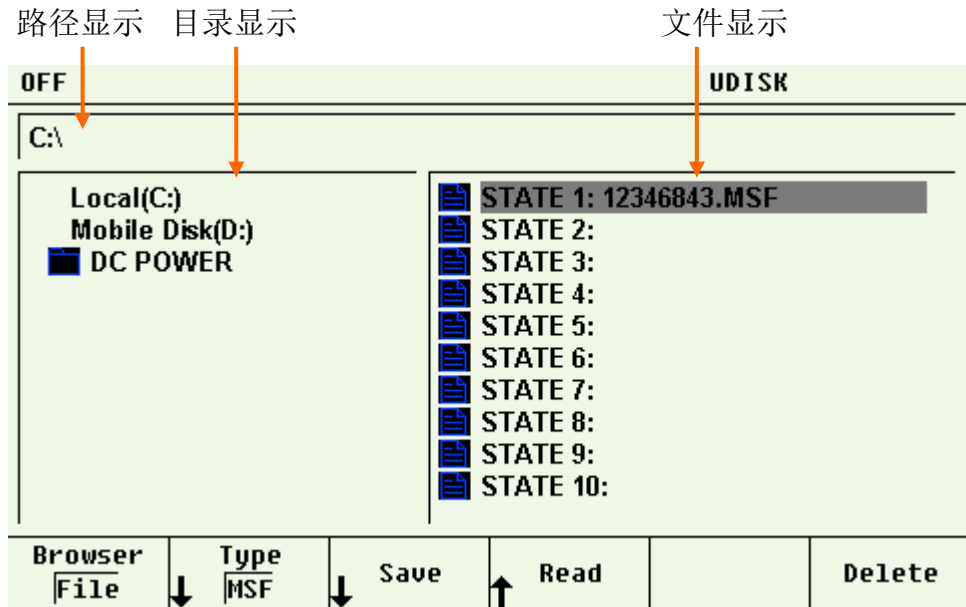 路径显示 目录显示 文件显示
OFF UDISK
C:\
Local(C:)
Mobile Disk(D:)
DC POWER
STATE 1: 12346843.MSF
STATE 2:
STATE 3:
STATE 4:
STATE 5:
STATE 6:
STATE 7:
STATE 8:
STATE 9:
STATE 10:
Browser Type Save Read Delete
File MSF